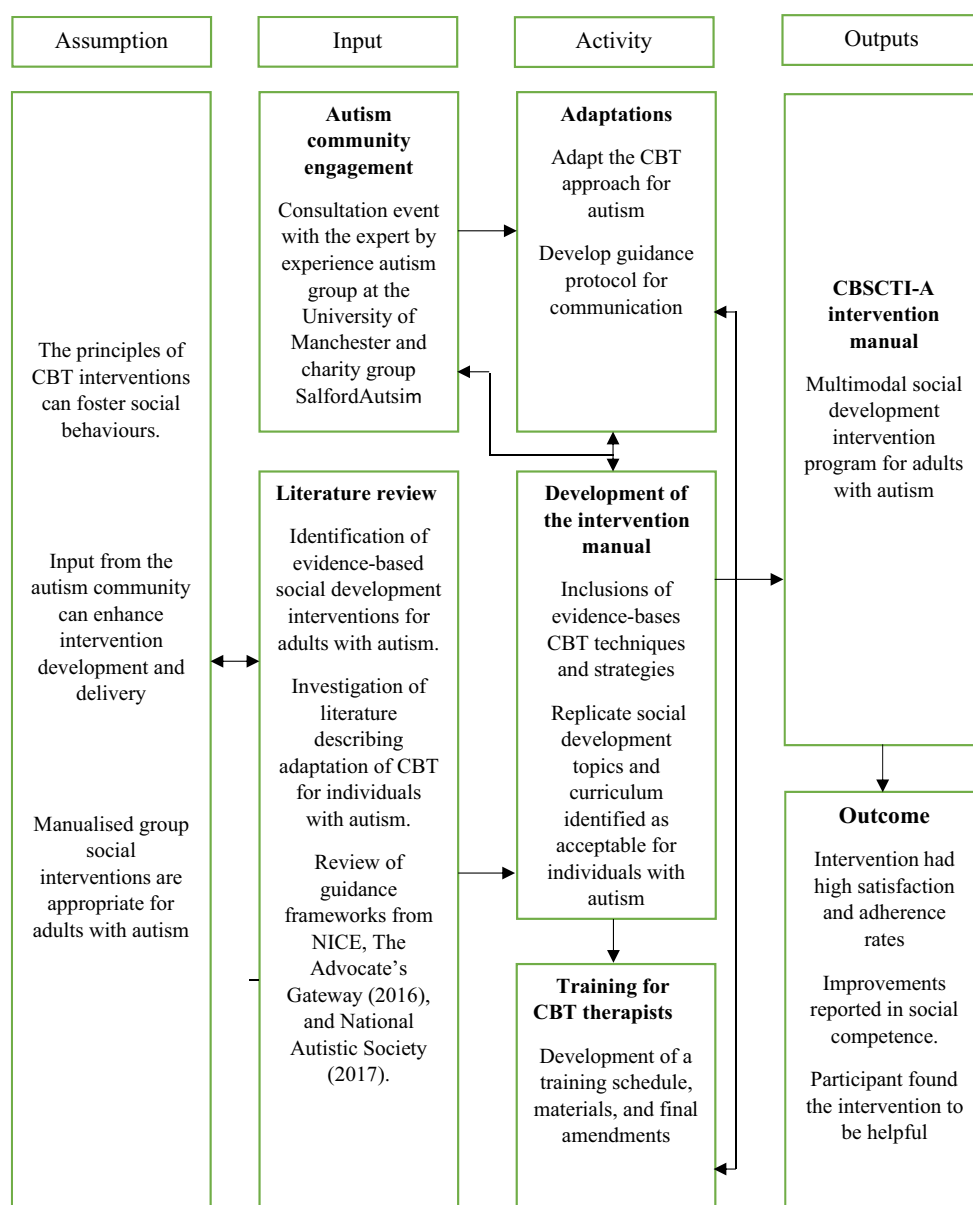 Assumption
Input
Activity
Outputs
The principles of
CBT interventions
can foster social
behaviours.
Input from the
autism community
can enhance
intervention
development and
delivery
Manualised group
social
interventions are
appropriate for
adults with autism
Autism
community
engagement
Consultation event
with the expert by
experience autism
group at the
University of
Manchester and
charity group
SalfordAutsim
Literature review
Identification of
evidence-based
social development
interventions for
adults with autism.
Investigation of
literature
describing
adaptation of CBT
for individuals
with autism.
Review of
guidance
frameworks from
NICE, The
Advocate’s
Gateway (2016),
and National
Autistic Society
(2017).
Adaptations
Adapt the CBT
approach for
autism
Develop guidance
protocol for
communication
Development of
the intervention
manual
Inclusions of
evidence-bases
CBT techniques
and strategies
Replicate social
development
topics and
curriculum
identified as
acceptable for
individuals with
autism
Training for
CBT therapists
Development of a
training schedule,
materials, and final
amendments
CBSCTI-A
intervention
manual
Multimodal social
development
intervention
program for adults
with autism
Outcome
Intervention had
high satisfaction
and adherence
rates
Improvements
reported in social
competence.
Participant found
the intervention to
be helpful